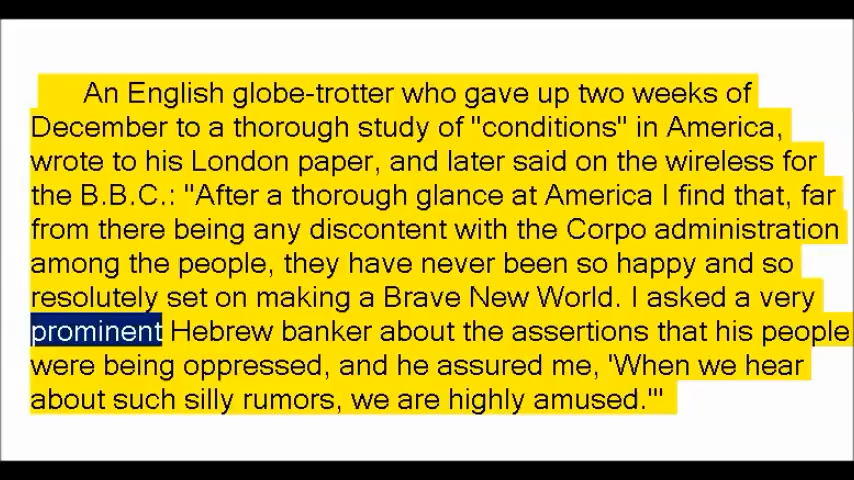 An English globe-trotter who gave up two weeks of
December to a thorough study of "conditions" in America,
wrote to his London paper, and later said on the wireless for
the B.B.C.: "After a thorough glance at America I find that, far
from there being any discontent with the Corpo administration
among the people, they have never been so happy and so
resolutely set on making a Brave New World. I asked a very
prominent Hebrew banker about the assertions that his people
were being oppressed, and he assured me, 'When we hear
about such silly rumors, we are highly amused.'"